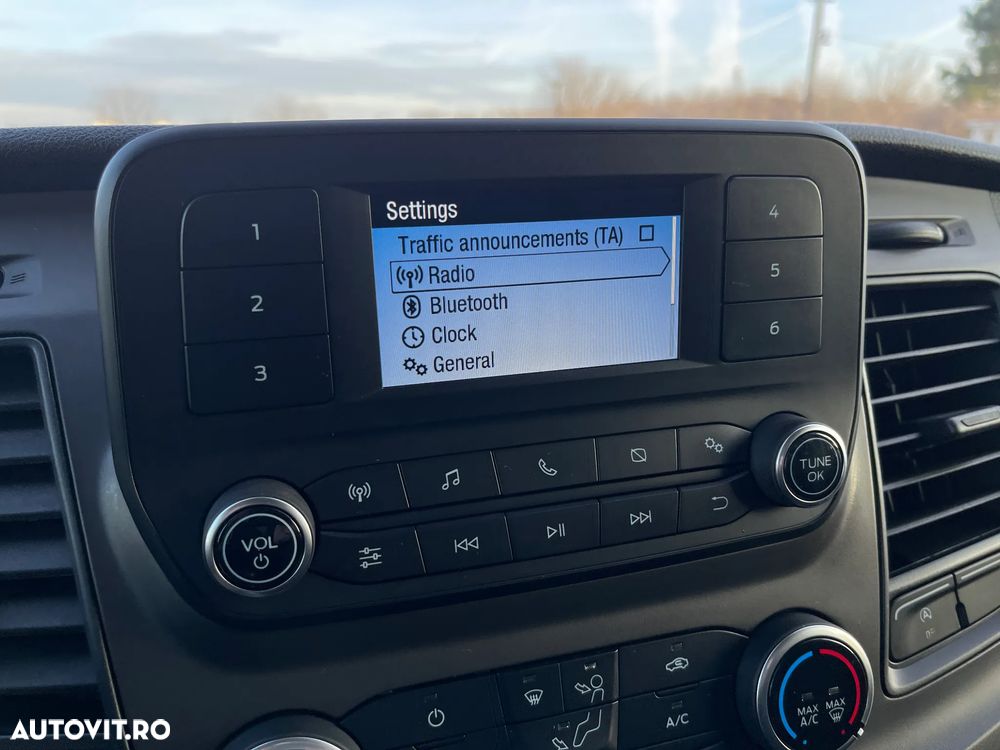 Settings
Traffic announcements (TA)
Radio
Bluetooth
Clock
General
1
2
3
4
5
6
VOL
TUNE
OK
A/C
MAX
A/C
MAX
AUTOVIT.RO